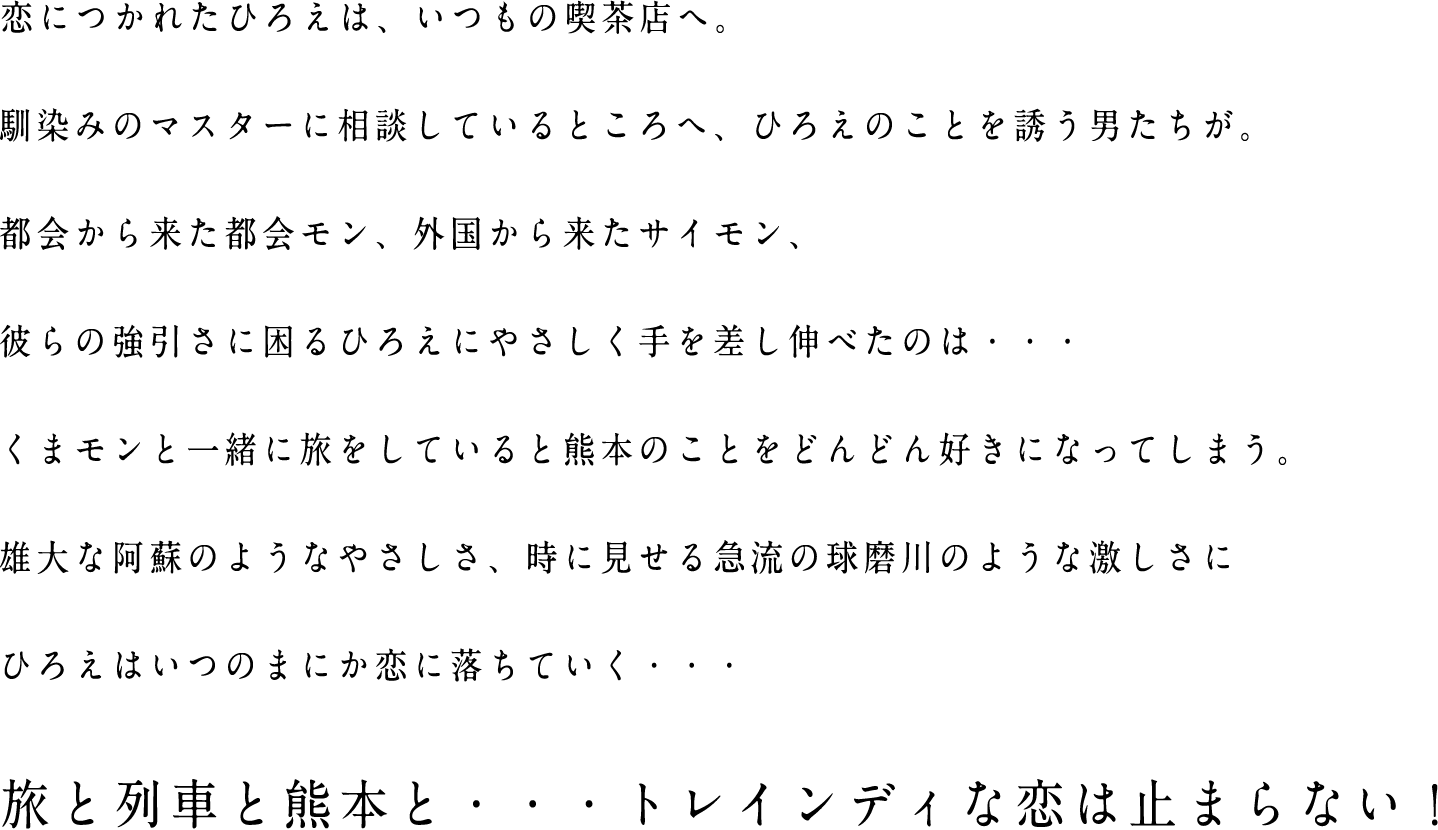 恋につかれたひろえは、いつもの喫茶店へ。
馴染みのマスターに相談しているところへ、ひろえのことを誘う男たちが。
都会から来た都会モン、外国から来たサイモン、
彼らの強引さに困るひろえにやさしく手を差し伸べたのは・・・
くまモンと一緒に旅をしていると熊本のことをどんどん好きになってしまう。
雄大な阿蘇のようなやさしさ、時に見せる急流の球磨川のような激しさに
ひろえはいつのまにか恋に落ちていく・・・
旅と列車と熊本と・・・トレインディな恋は止まらない！